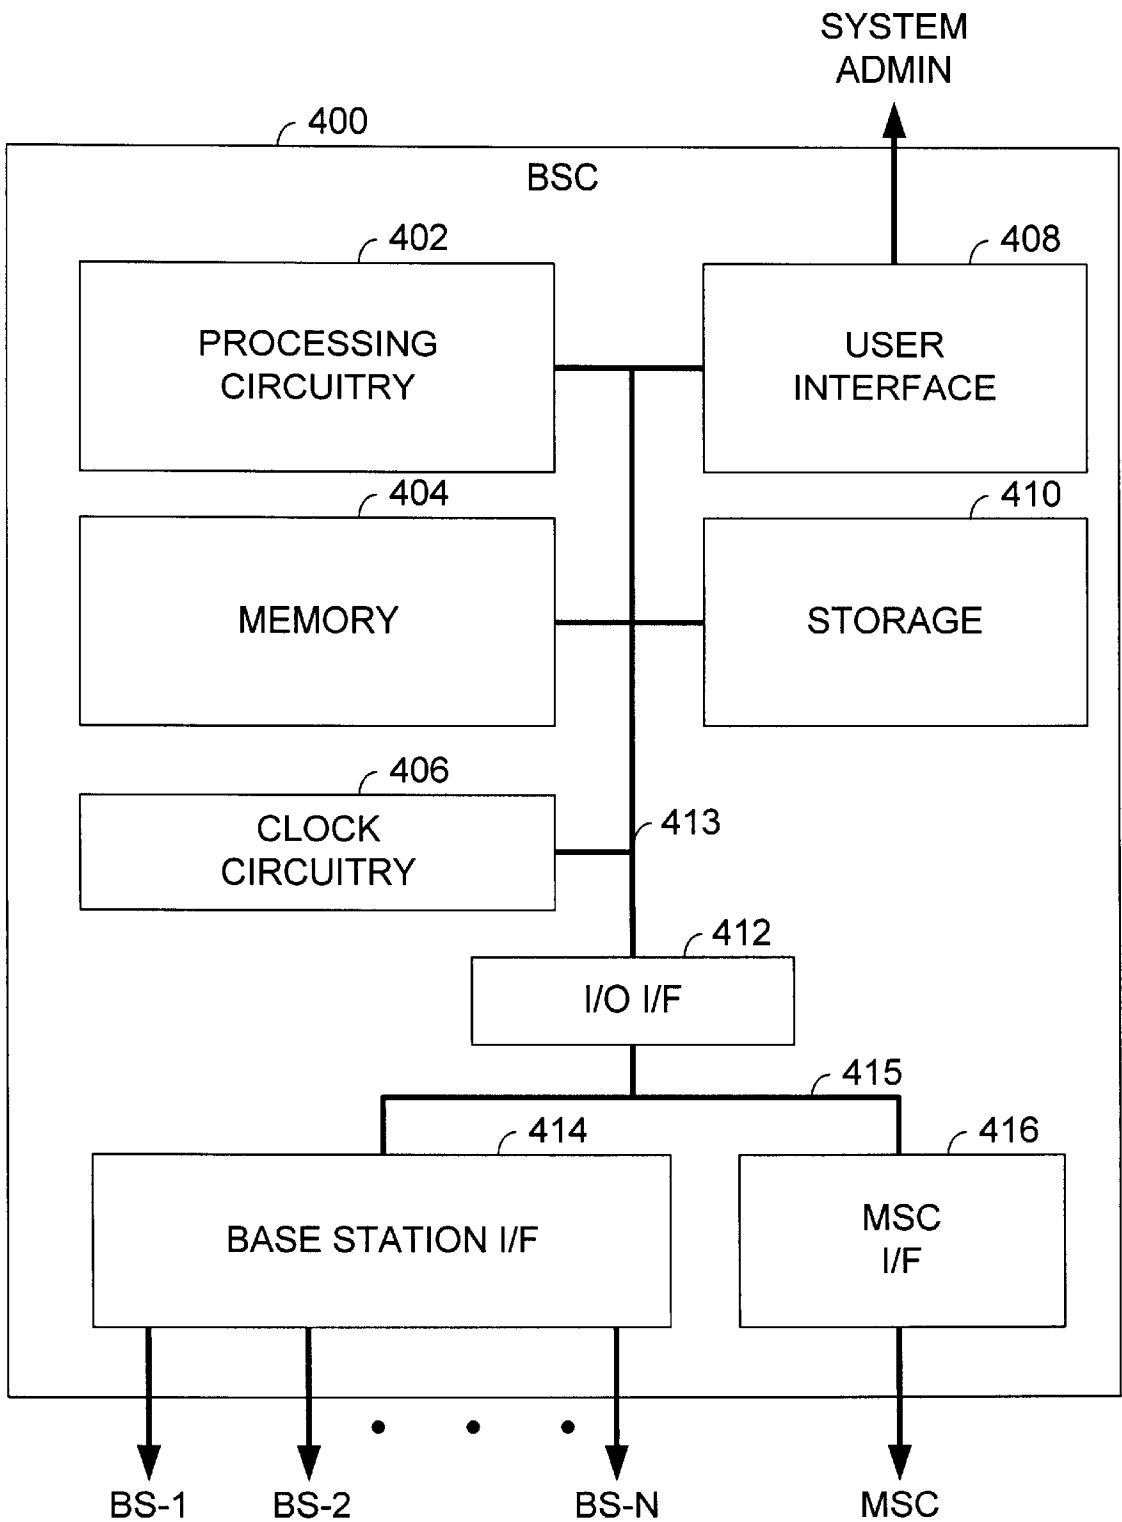 SYSTEM
ADMIN
400
BSC
402
408
PROCESSING
CIRCUITRY
USER
INTERFACE
404
410
MEMORY
STORAGE
406
CLOCK
CIRCUITRY
413
412
I/O I/F
415
414
416
BASE STATION I/F
MSC
I/F
BS-1
BS-2
BS-N
MSC